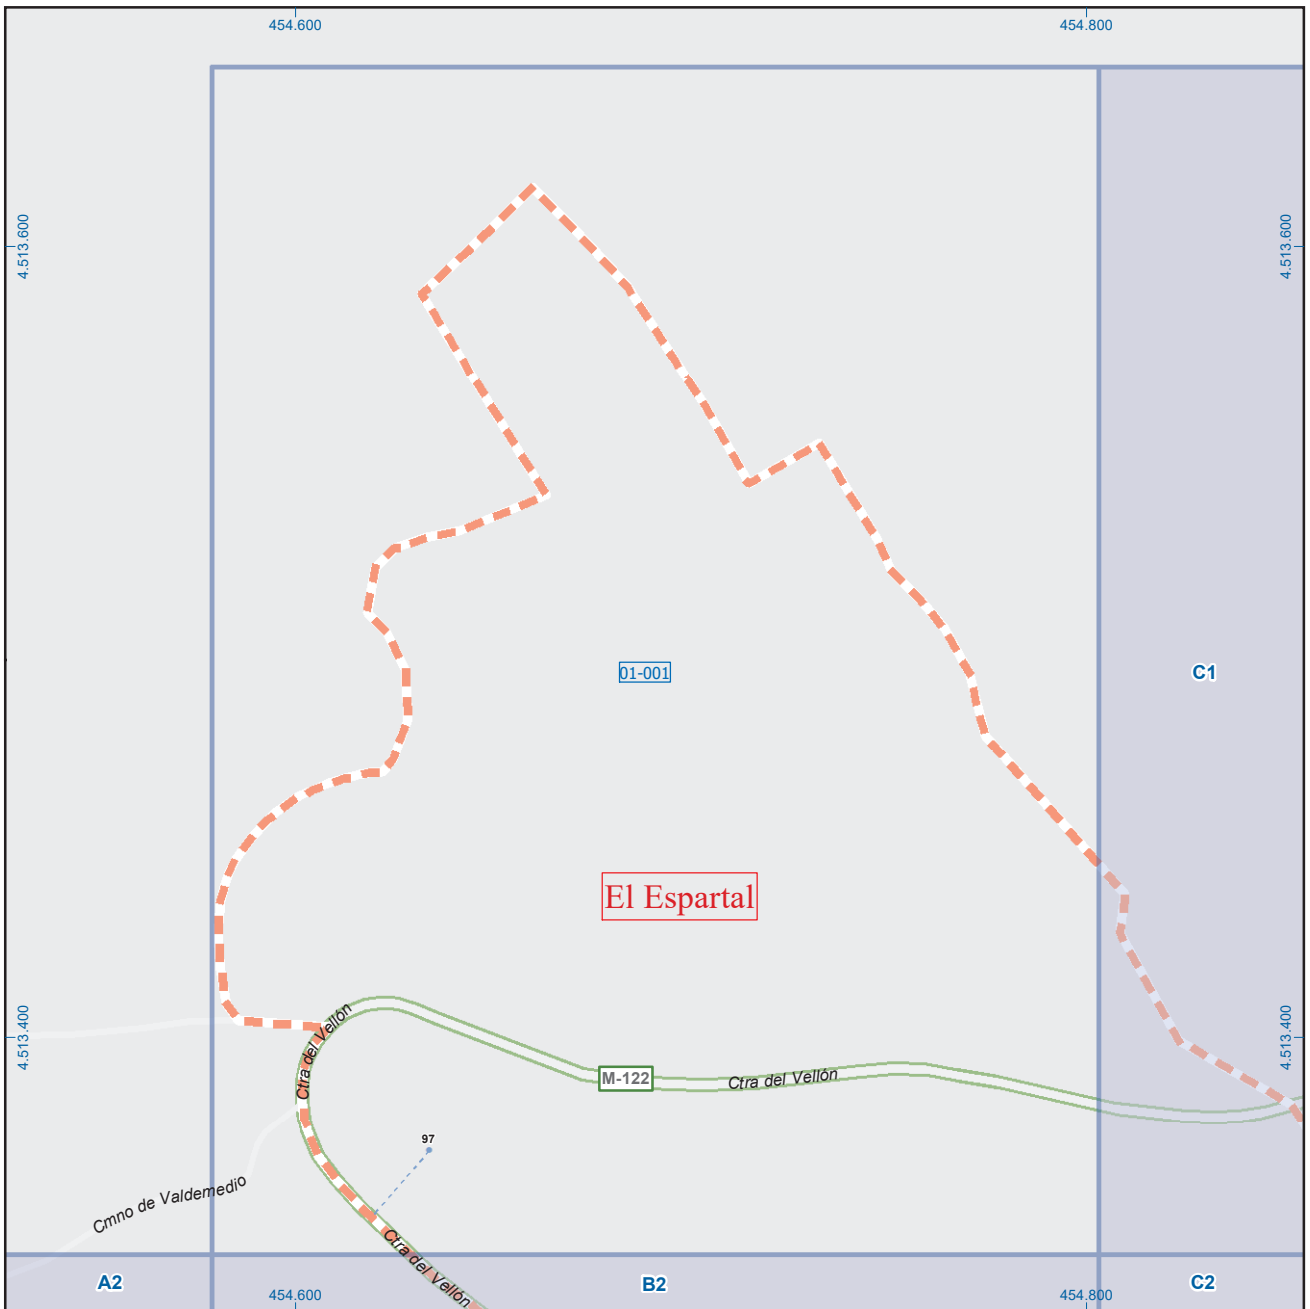 454.600
454.800
4.513.600
4.513.600
01-001
C1
El Espartal
Ctra del Vellón
4.513.400
4.513.400
M-122
Ctra del Vellón
97
Cmno de Valdemedio
Ctra del Vellón
A2
B2
C2
454.600
454.800